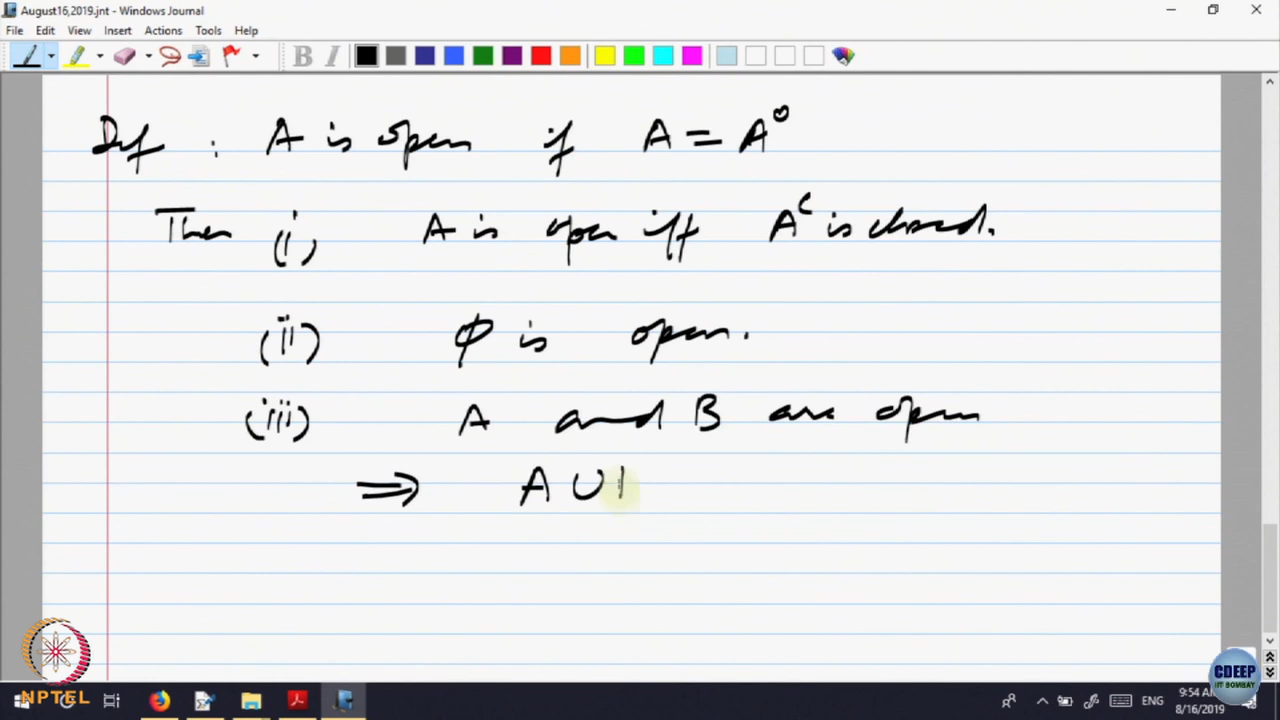 August16,2019.jnt - Windows Journal
File Edit View Insert Actions Tools Help
B I
Def : A is open if A = A⁰
Then (i) A is open iff Aᶜ is closed.
(ii) ϕ is open.
(iii) A and B are open
⇒ A ∪
NPTEL
CDEEP
IIT BOMBAY
ENG
9:54 AM
8/16/2019